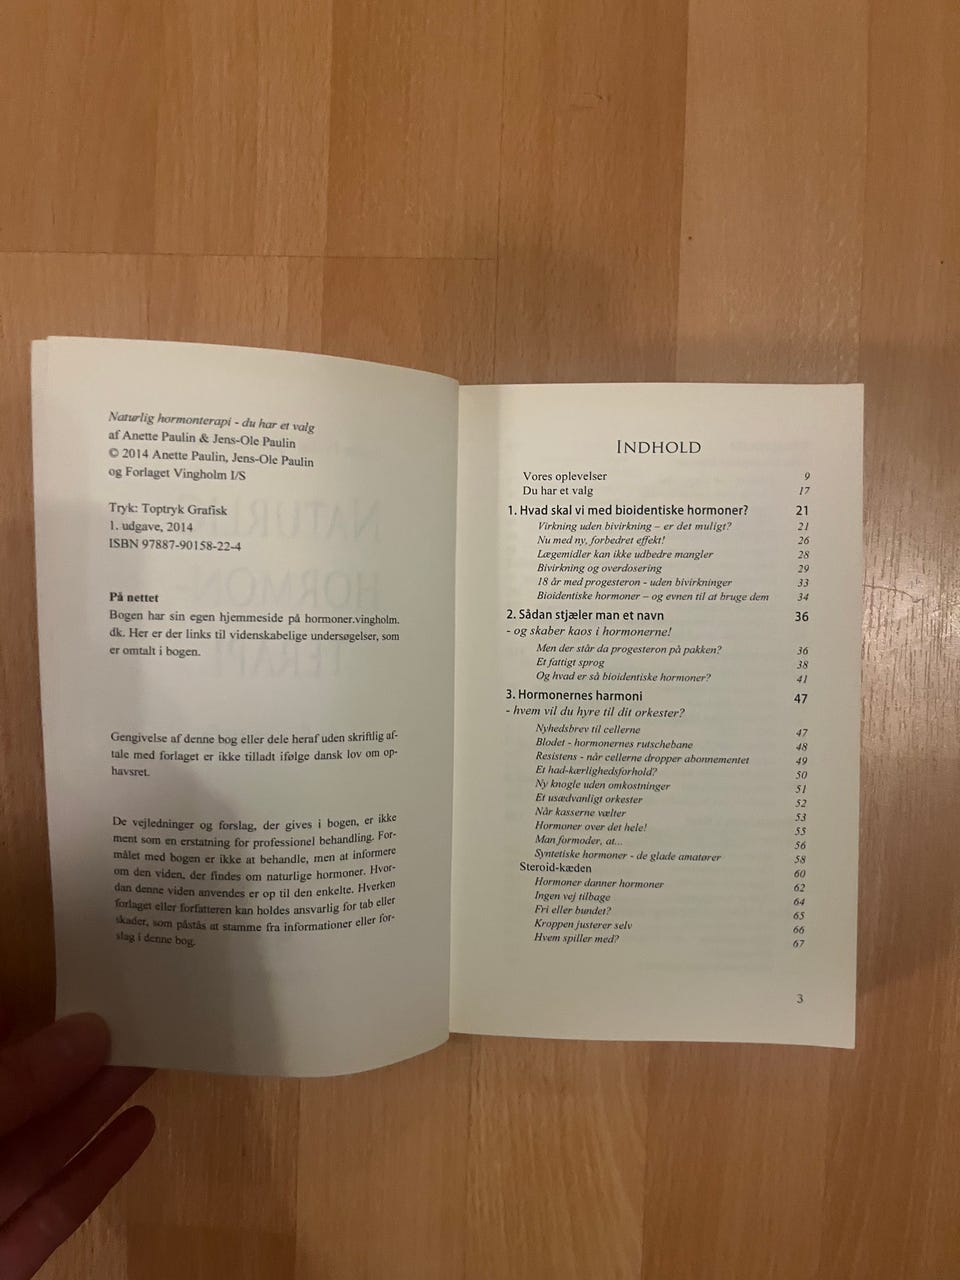 Naturlig hormonterapi - du har et valg
af Anette Paulin & Jens-Ole Paulin
© 2014 Anette Paulin, Jens-Ole Paulin
og Forlaget Vingholm I/S
Tryk: Toptryk Grafisk
1. udgave, 2014
ISBN 97887-90158-22-4
På nettet
Bogen har sin egen hjemmeside på hormoner.vingholm.
dk. Her er der links til videnskabelige undersøgelser, som
er omtalt i bogen.
Gengivelse af denne bog eller dele heraf uden skriftlig af-
tale med forlaget er ikke tilladt ifølge dansk lov om op-
havsret.
De vejledninger og forslag, der gives i bogen, er ikke
ment som en erstatning for professionel behandling. For-
målet med bogen er ikke at behandle, men at informere
om den viden, der findes om naturlige hormoner. Hvor-
dan denne viden anvendes er op til den enkelte. Hverken
forlaget eller forfatteren kan holdes ansvarlig for tab eller
skader, som påstås at stamme fra informationer eller for-
slag i denne bog.
INDHOLD
Vores oplevelser 9
Du har et valg 17
1. Hvad skal vi med bioidentiske hormoner? 21
Virkning uden bivirkning – er det muligt? 21
Nu med ny, forbedret effekt! 26
Lægemidler kan ikke udbedre mangler 28
Bivirkning og overdosering 29
18 år med progesteron - uden bivirkninger 33
Bioidentiske hormoner – og evnen til at bruge dem 34
2. Sådan stjæler man et navn 36
- og skaber kaos i hormonerne!
Men der står da progesteron på pakken? 36
Et fattigt sprog 38
Og hvad er så bioidentiske hormoner? 41
3. Hormonernes harmoni 47
- hvem vil du hyre til dit orkester?
Nyhedsbrev til cellerne 47
Blodet - hormonernes rutschebane 48
Resistens - når cellerne dropper abonnementet 49
Et had-kærlighedsforhold? 50
Ny knogle uden omkostninger 51
Et usædvanligt orkester 52
Når kasserne vælter 53
Hormoner over det hele! 55
Man formoder, at... 56
Syntetiske hormoner - de glade amatører 58
Steroid-kæden 60
Hormoner danner hormoner 62
Ingen vej tilbage 64
Fri eller bundet? 65
Kroppen justerer selv 66
Hvem spiller med? 67
3